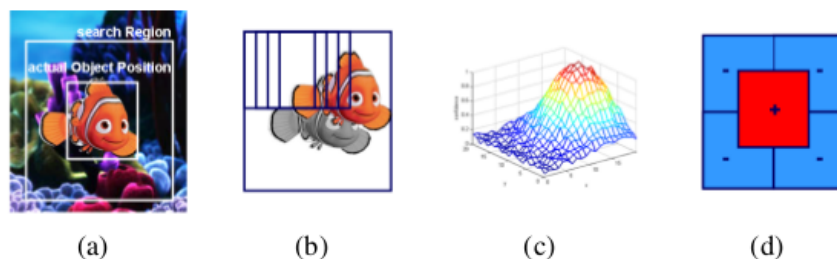 search Region
actual Object Position
+
-
-
-
-
(a)
(b)
(c)
(d)